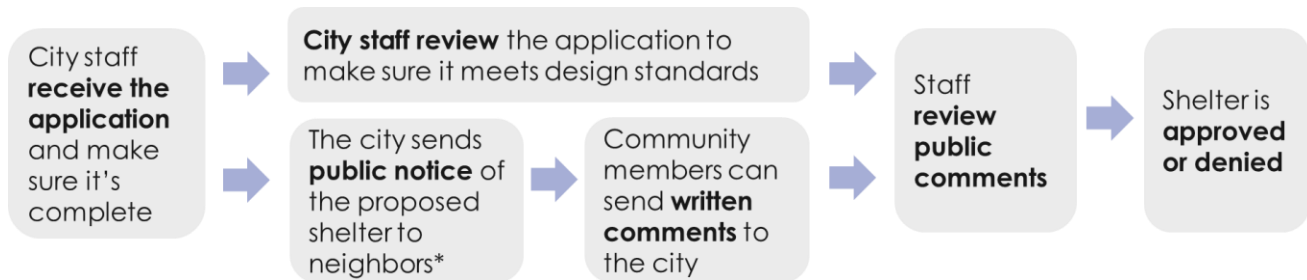 City staff
receive the
application
and make
sure it's
complete
City staff review the application to
make sure it meets design standards
The city sends
public notice of
the proposed
shelter to
neighbors*
Community
members can
send written
comments to
the city
Staff
review
public
comments
Shelter is
approved
or denied